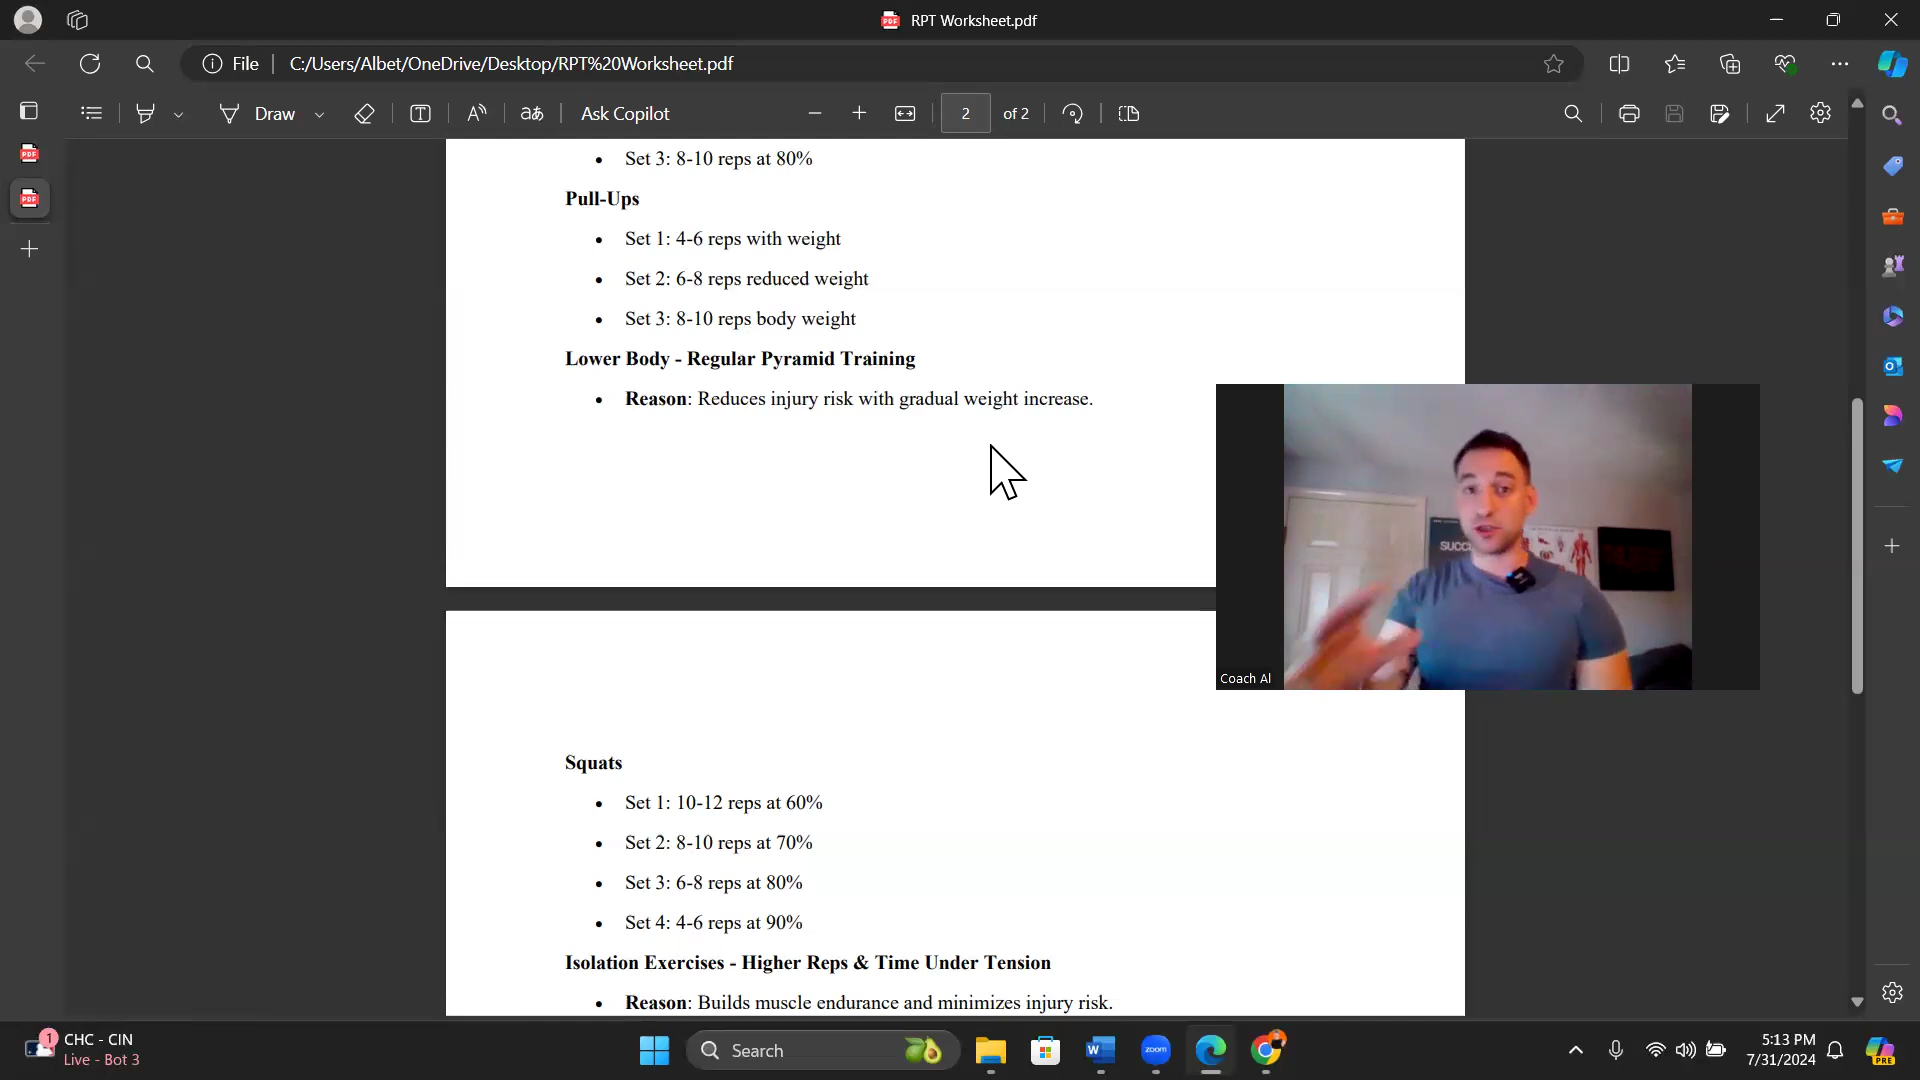 RPT Worksheet.pdf
File
C:/Users/Albet/OneDrive/Desktop/RPT%20Worksheet.pdf
Draw
Ask Copilot
2 of 2
• Set 3: 8-10 reps at 80%
Pull-Ups
• Set 1: 4-6 reps with weight
• Set 2: 6-8 reps reduced weight
• Set 3: 8-10 reps body weight
Lower Body - Regular Pyramid Training
• Reason: Reduces injury risk with gradual weight increase.
SUCC
Coach Al
Squats
• Set 1: 10-12 reps at 60%
• Set 2: 8-10 reps at 70%
• Set 3: 6-8 reps at 80%
• Set 4: 4-6 reps at 90%
Isolation Exercises - Higher Reps & Time Under Tension
• Reason: Builds muscle endurance and minimizes injury risk.
1
CHC - CIN
Live - Bot 3
Search
zoom
5:13 PM
7/31/2024
PRE